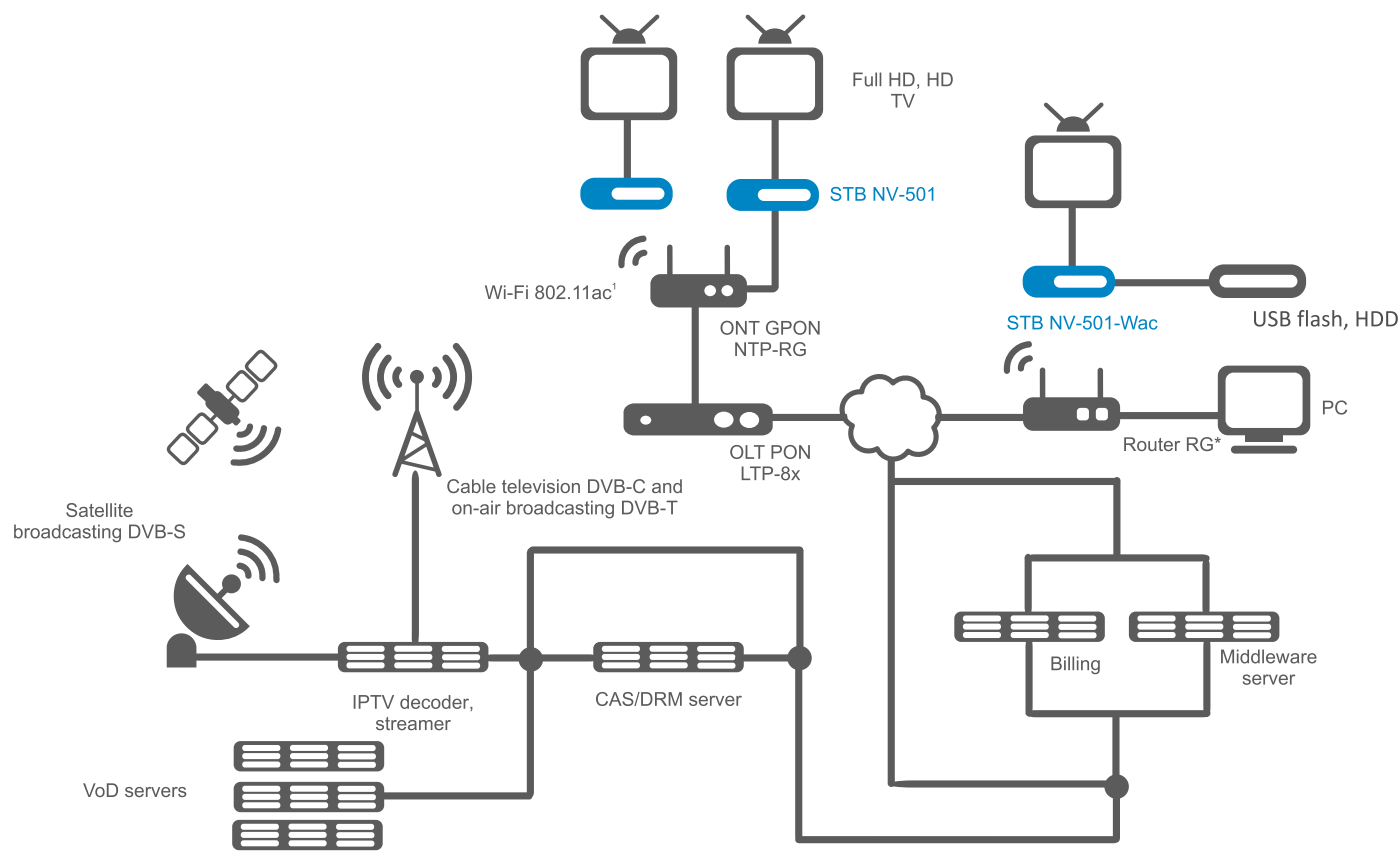 Full HD, HD
TV
STB NV-501
Wi-Fi 802.11ac¹
ONT GPON
NTP-RG
STB NV-501-Wac
USB flash, HDD
PC
Router RG*
OLT PON
LTP-8x
Cable television DVB-C and
on-air broadcasting DVB-T
Satellite
broadcasting DVB-S
Billing
Middleware
server
IPTV decoder,
streamer
CAS/DRM server
VoD servers